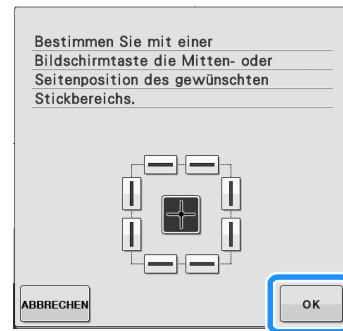 Bestimmen Sie mit einer
Bildschirmtaste die Mitten- oder
Seitenposition des gewünschten
Stickbereichs.
ABBRECHEN
OK